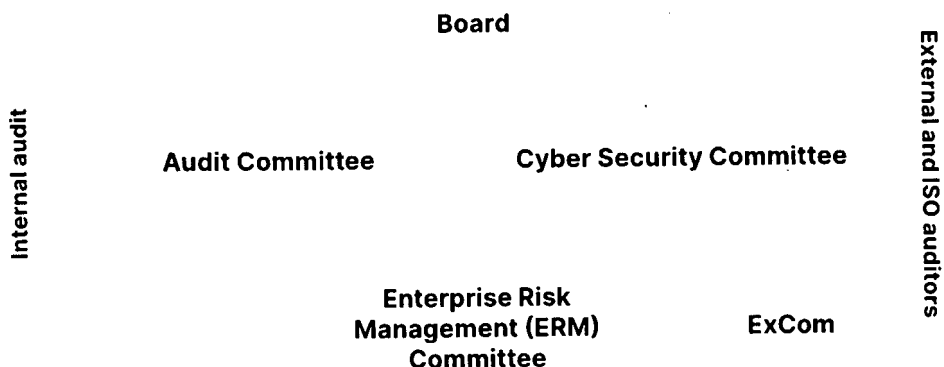 Board
Internal audit
External and ISO auditors
Audit Committee
Cyber Security Committee
Enterprise Risk
Management (ERM)
Committee
ExCom